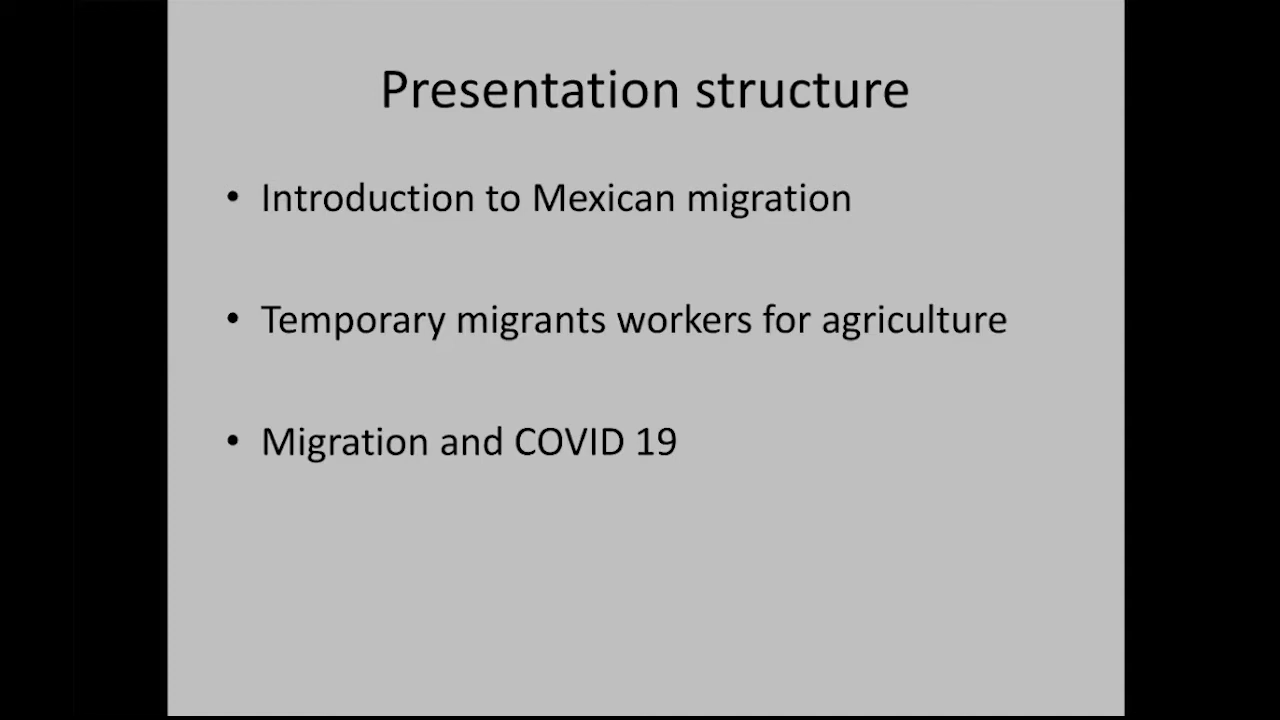 Presentation structure
• Introduction to Mexican migration
• Temporary migrants workers for agriculture
• Migration and COVID 19